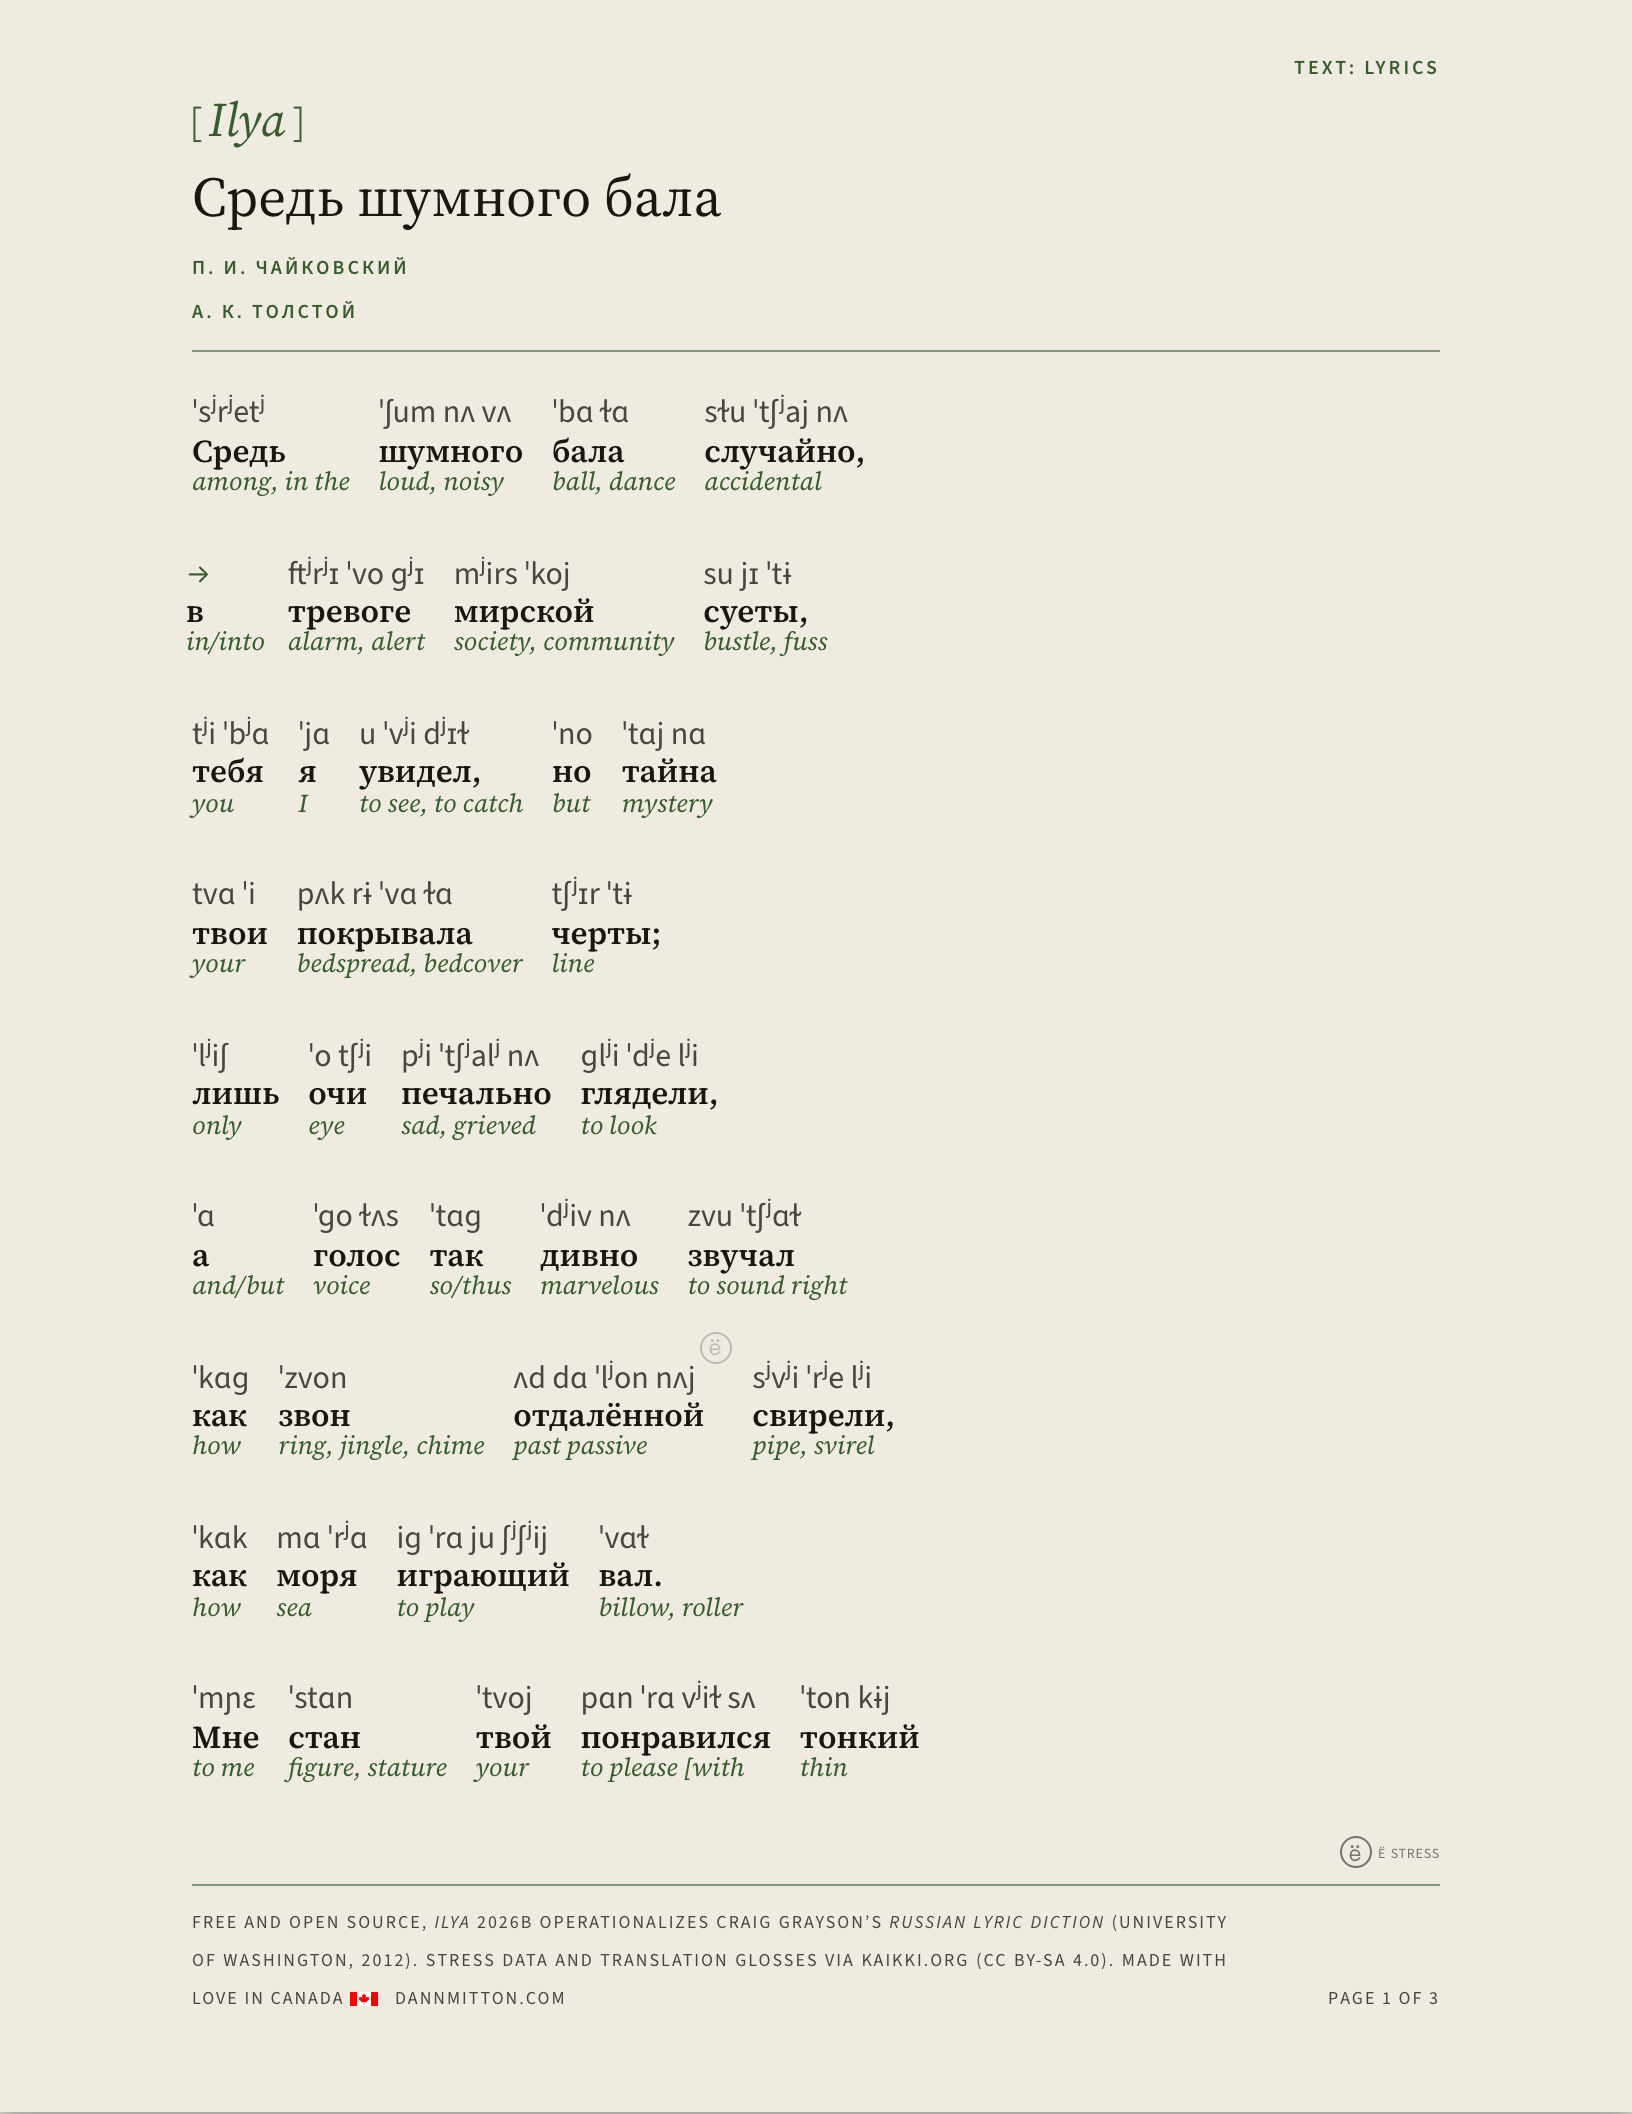 TEXT: LYRICS
[Ilya]
Средь шумного бала
П. И. ЧАЙКОВСКИЙ
А. К. ТОЛСТОЙ
ˈsʲrʲetʲ ˈʃum nʌ vʌ ˈbɑ ɫɑ sɫu ˈtʃʲaj nʌ
Средь шумного бала случайно,
among, in the loud, noisy ball, dance accidental
→ ftʲrʲɪ ˈvo gʲɪ mʲirs ˈkoj su jɪ ˈtɨ
в тревоге мирской суеты,
in/into alarm, alert society, community bustle, fuss
tʲi ˈbʲɑ ˈjɑ u ˈvʲi dʲɪɫ ˈno ˈtɑj nɑ
тебя я увидел, но тайна
you I to see, to catch but mystery
tvɑ ˈi pʌk rɨ ˈvɑ ɫɑ tʃʲɪr ˈtɨ
твои покрывала черты;
your bedspread, bedcover line
ˈlʲiʃ ˈo tʃʲi pʲi ˈtʃʲalʲ nʌ glʲi ˈdʲe lʲi
лишь очи печально глядели,
only eye sad, grieved to look
ˈɑ ˈgo ɫʌs ˈtɑg ˈdʲiv nʌ zvu ˈtʃʲɑɫ
а голос так дивно звучал
and/but voice so/thus marvelous to sound right
ë
ˈkɑg ˈzvon ʌd dɑ ˈlʲon nʌj sʲvʲi ˈrʲe lʲi
как звон отдалённой свирели,
how ring, jingle, chime past passive pipe, svirel
ˈkɑk mɑ ˈrʲɑ ig ˈrɑ ju ʃʲʃʲij ˈvɑɫ
как моря играющий вал.
how sea to play billow, roller
ˈmɲɛ ˈstɑn ˈtvoj pɑn ˈrɑ vʲiɫ sʌ ˈton kɨj
Мне стан твой понравился тонкий
to me figure, stature your to please [with thin
ë Ё STRESS
FREE AND OPEN SOURCE, ILYA 2026B OPERATIONALIZES CRAIG GRAYSON’S RUSSIAN LYRIC DICTION (UNIVERSITY
OF WASHINGTON, 2012). STRESS DATA AND TRANSLATION GLOSSES VIA KAIKKI.ORG (CC BY-SA 4.0). MADE WITH
LOVE IN CANADA 🇨🇦 DANNMITTON.COM PAGE 1 OF 3